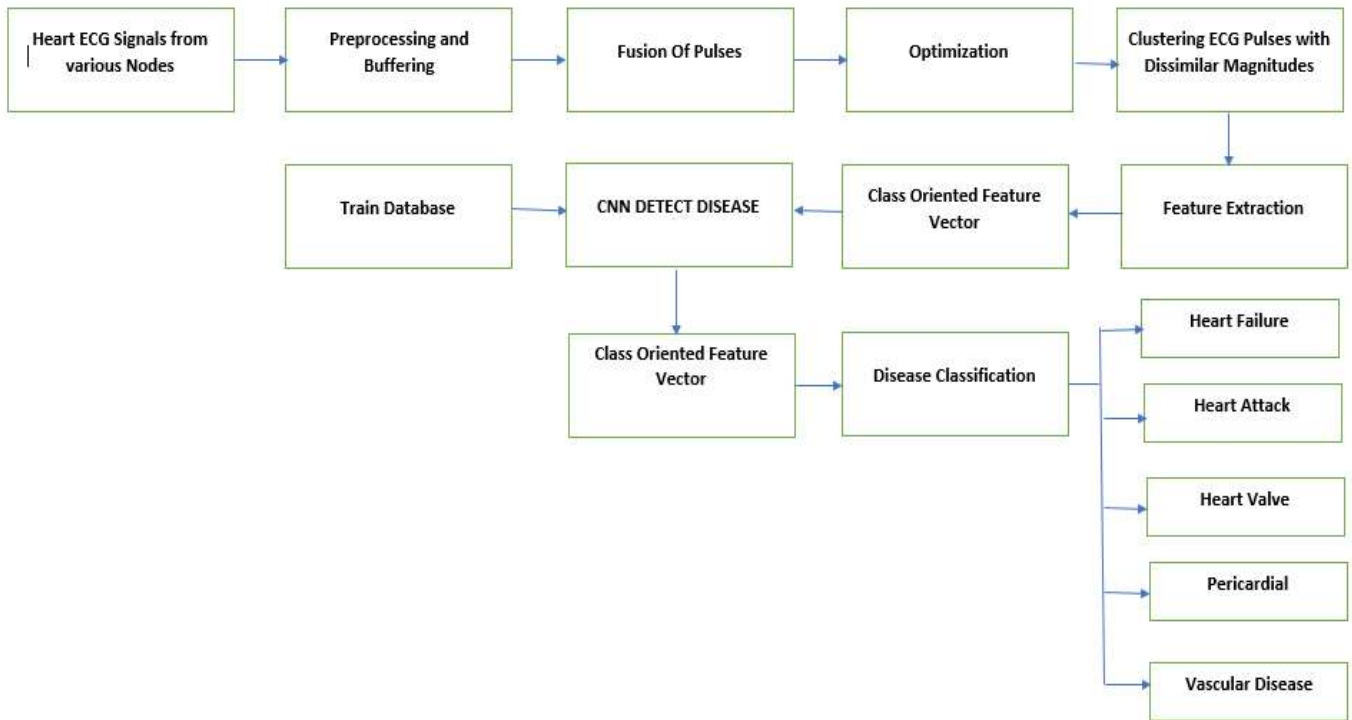 Heart ECG Signals from
various Nodes
Preprocessing and
Buffering
Fusion Of Pulses
Optimization
Clustering ECG Pulses with
Dissimilar Magnitudes
Train Database
CNN DETECT DISEASE
Class Oriented Feature
Vector
Feature Extraction
Class Oriented Feature
Vector
Disease Classification
Heart Failure
Heart Attack
Heart Valve
Pericardial
Vascular Disease